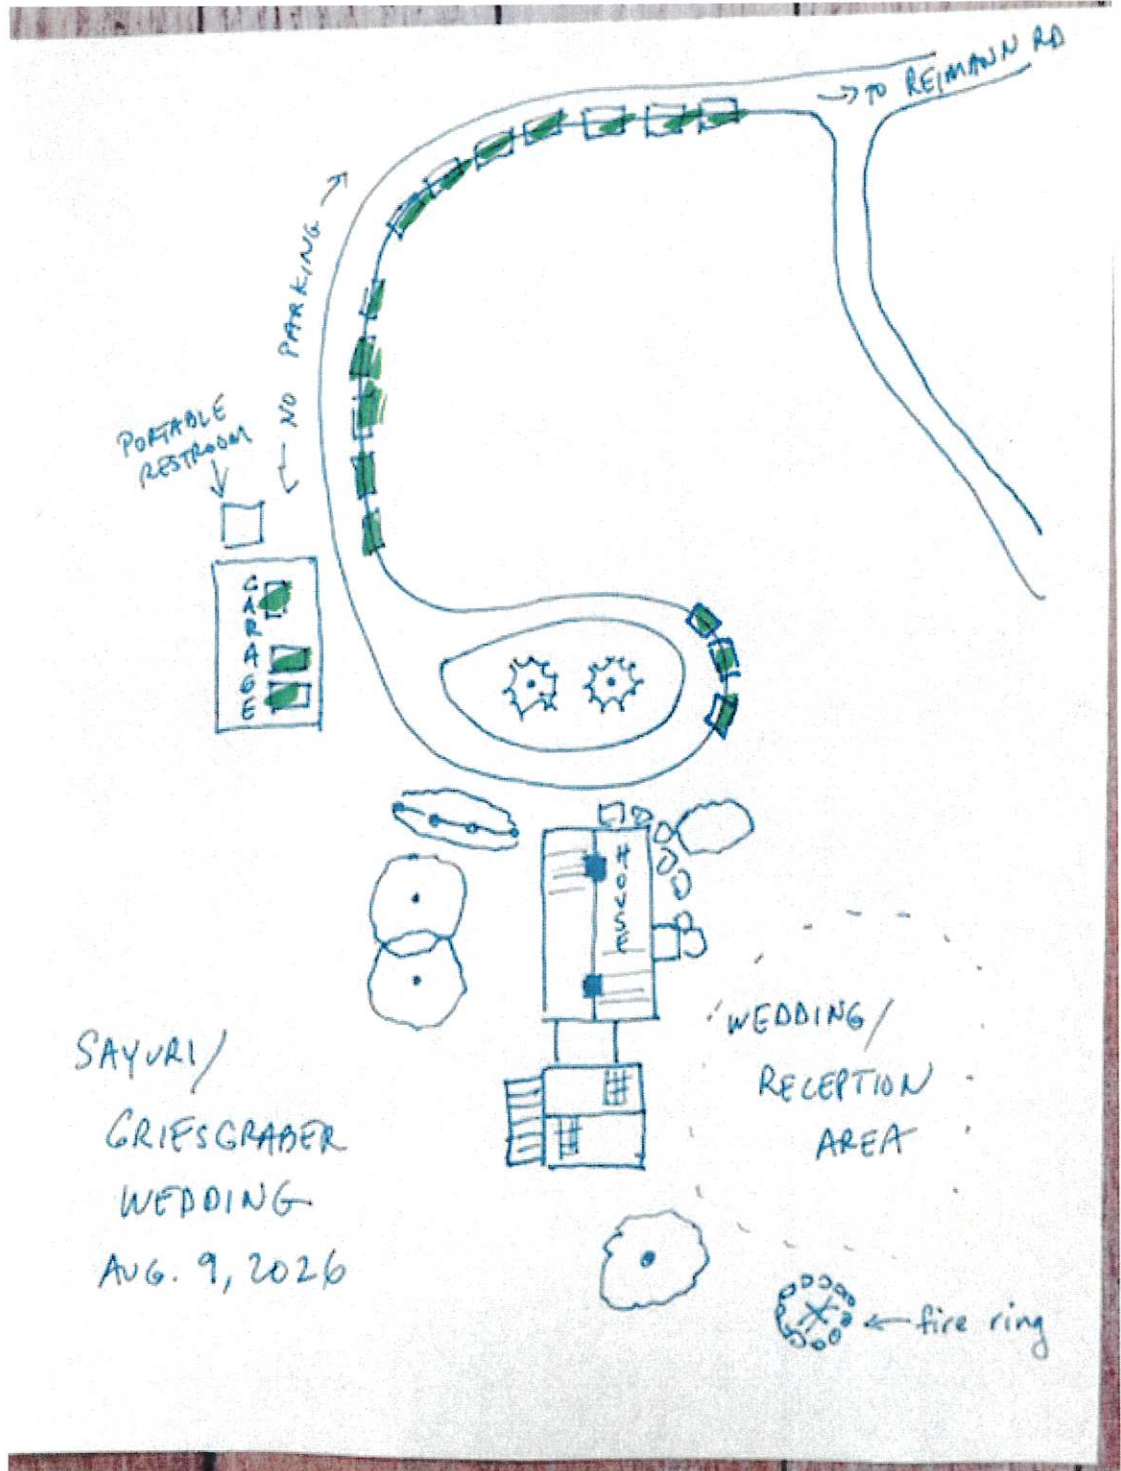 → TO REIMANN RD
← NO PARKING →
PORTABLE
RESTROOM
GARAGE
HOUSE
WEDDING/
RECEPTION
AREA
SAYURI/
GRIESGRABER
WEDDING
AUG. 9, 2026
← fire ring